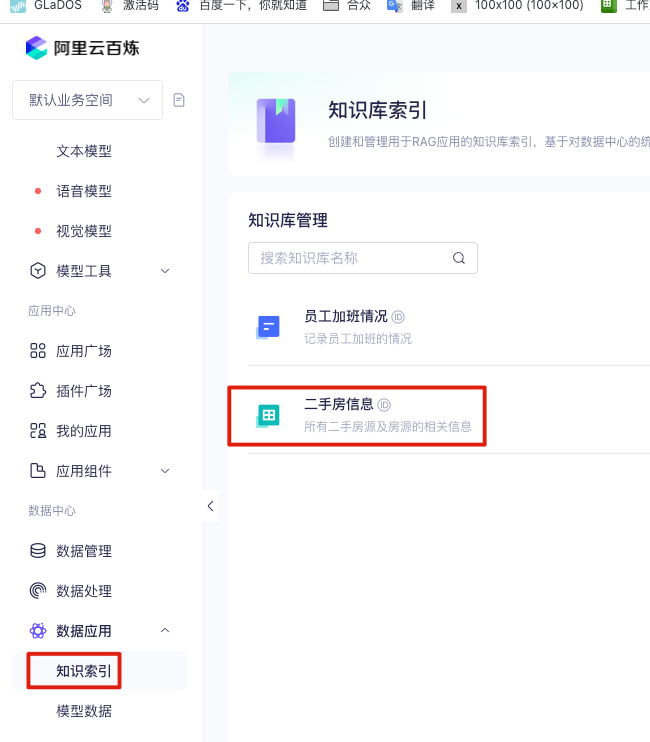 GLaDOS 激活码 百度一下，你就知道 合众 翻译 100x100 (100×100) 工作
阿里云百炼
默认业务空间
文本模型
语音模型
视觉模型
模型工具
应用中心
应用广场
插件广场
我的应用
应用组件
数据中心
数据管理
数据处理
数据应用
知识索引
模型数据
知识库索引
创建和管理用于RAG应用的知识库索引，基于对数据中心的统
知识库管理
搜索知识库名称
员工加班情况 ID
记录员工加班的情况
二手房信息 ID
所有二手房源及房源的相关信息